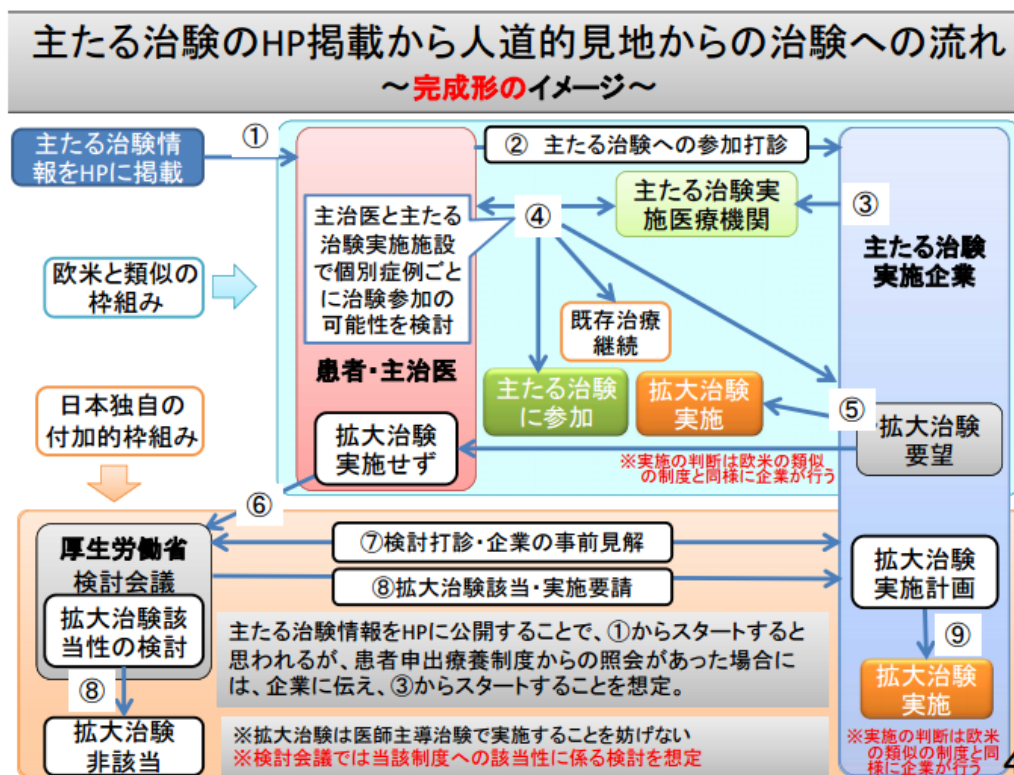 主たる治験のHP掲載から人道的見地からの治験への流れ
～完成形のイメージ～
主たる治験情
報をHPに掲載
①
② 主たる治験への参加打診
主たる治験実
施医療機関
③
④
主治医と主たる
治験実施施設
で個別症例ごと
に治験参加の
可能性を検討
主たる治験
実施企業
欧米と類似の
枠組み
既存治療
継続
患者・主治医
主たる治験
に参加
拡大治験
実施
⑤
拡大治験
要望
日本独自の
付加的枠組み
拡大治験
実施せず
※実施の判断は欧米の類似
の制度と同様に企業が行う
⑥
厚生労働省
検討会議
拡大治験該
当性の検討
⑦検討打診・企業の事前見解
⑧拡大治験該当・実施要請
拡大治験
実施計画
主たる治験情報をHPに公開することで、①からスタートすると
思われるが、患者申出療養制度からの照会があった場合に
は、企業に伝え、③からスタートすることを想定。
⑨
⑧
拡大治験
実施
拡大治験
非該当
※拡大治験は医師主導治験で実施することを妨げない
※検討会議では当該制度への該当性に係る検討を想定
※実施の判断は欧米
の類似の制度と同
様に企業が行う
4